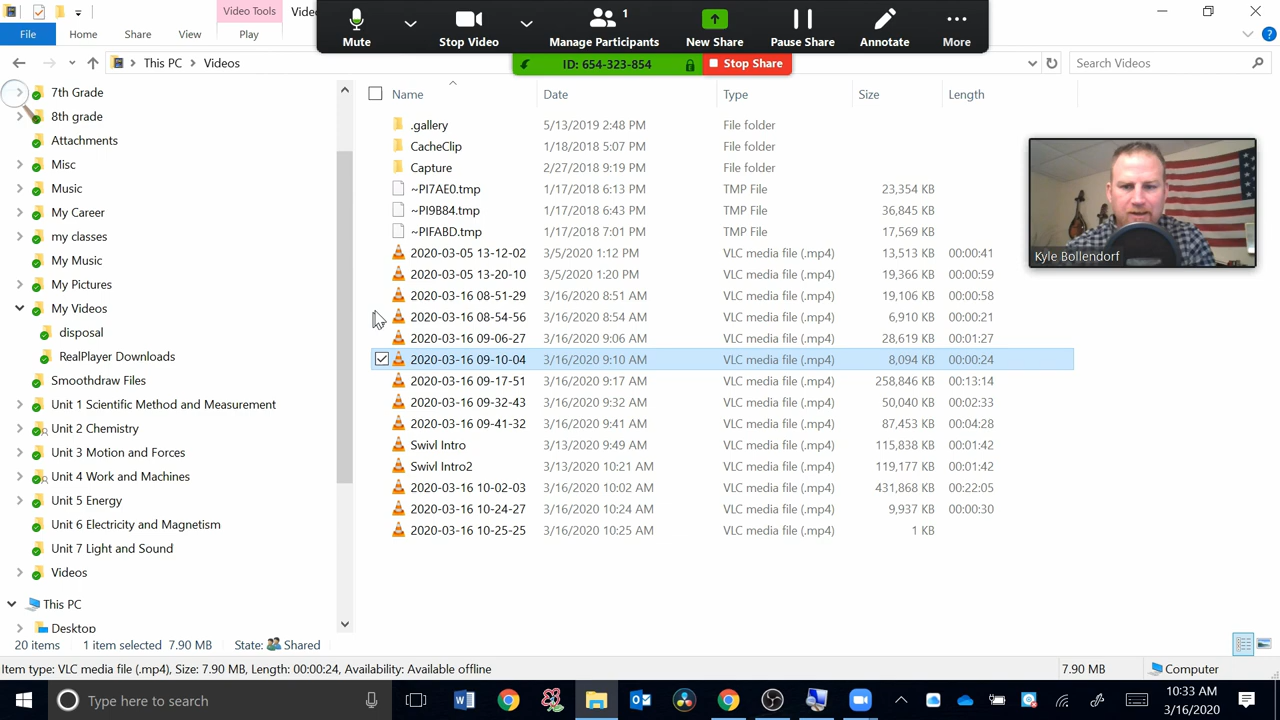 Video Tools
Mute
Stop Video
1
Manage Participants
New Share
Pause Share
Annotate
More
File
Home
Share
View
Play
ID: 654-323-854
Stop Share
This PC
Videos
Search Videos
7th Grade
8th grade
Attachments
Misc
Music
My Career
my classes
My Music
My Pictures
My Videos
disposal
RealPlayer Downloads
Smoothdraw Files
Unit 1 Scientific Method and Measurement
Unit 2 Chemistry
Unit 3 Motion and Forces
Unit 4 Work and Machines
Unit 5 Energy
Unit 6 Electricity and Magnetism
Unit 7 Light and Sound
Videos
This PC
Desktop
Name Date Type Size Length
.gallery 5/13/2019 2:48 PM File folder
CacheClip 1/18/2018 5:07 PM File folder
Capture 2/27/2018 9:19 PM File folder
~PI7AE0.tmp 1/17/2018 6:13 PM TMP File 23,354 KB
~PI9B84.tmp 1/17/2018 6:43 PM TMP File 36,845 KB
~PIFABD.tmp 1/17/2018 7:01 PM TMP File 17,569 KB
2020-03-05 13-12-02 3/5/2020 1:12 PM VLC media file (.mp4) 13,513 KB 00:00:41
2020-03-05 13-20-10 3/5/2020 1:20 PM VLC media file (.mp4) 19,366 KB 00:00:59
2020-03-16 08-51-29 3/16/2020 8:51 AM VLC media file (.mp4) 19,106 KB 00:00:58
2020-03-16 08-54-56 3/16/2020 8:54 AM VLC media file (.mp4) 6,910 KB 00:00:21
2020-03-16 09-06-27 3/16/2020 9:06 AM VLC media file (.mp4) 28,619 KB 00:01:27
2020-03-16 09-10-04 3/16/2020 9:10 AM VLC media file (.mp4) 8,094 KB 00:00:24
2020-03-16 09-17-51 3/16/2020 9:17 AM VLC media file (.mp4) 258,846 KB 00:13:14
2020-03-16 09-32-43 3/16/2020 9:32 AM VLC media file (.mp4) 50,040 KB 00:02:33
2020-03-16 09-41-32 3/16/2020 9:41 AM VLC media file (.mp4) 87,453 KB 00:04:28
Swivl Intro 3/13/2020 9:49 AM VLC media file (.mp4) 115,838 KB 00:01:42
Swivl Intro2 3/13/2020 10:21 AM VLC media file (.mp4) 119,177 KB 00:01:42
2020-03-16 10-02-03 3/16/2020 10:02 AM VLC media file (.mp4) 431,868 KB 00:22:05
2020-03-16 10-24-27 3/16/2020 10:24 AM VLC media file (.mp4) 9,937 KB 00:00:30
2020-03-16 10-25-25 3/16/2020 10:25 AM VLC media file (.mp4) 1 KB
Kyle Bollendorf
20 items 1 item selected 7.90 MB State: Shared
Item type: VLC media file (.mp4), Size: 7.90 MB, Length: 00:00:24, Availability: Available offline
7.90 MB
Computer
Type here to search
10:33 AM
3/16/2020